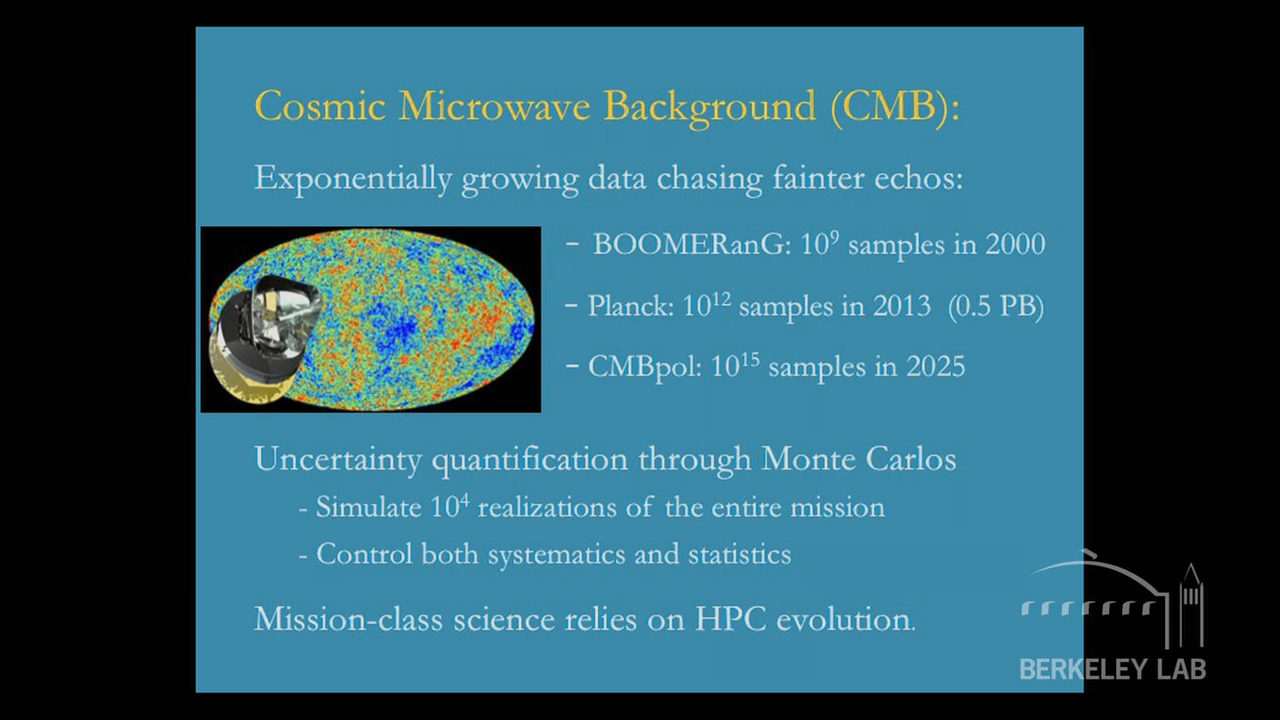 Cosmic Microwave Background (CMB):
Exponentially growing data chasing fainter echos:
– BOOMERanG: 10⁹ samples in 2000
– Planck: 10¹² samples in 2013 (0.5 PB)
– CMBpol: 10¹⁵ samples in 2025
Uncertainty quantification through Monte Carlos
- Simulate 10⁴ realizations of the entire mission
- Control both systematics and statistics
Mission-class science relies on HPC evolution.
BERKELEY LAB